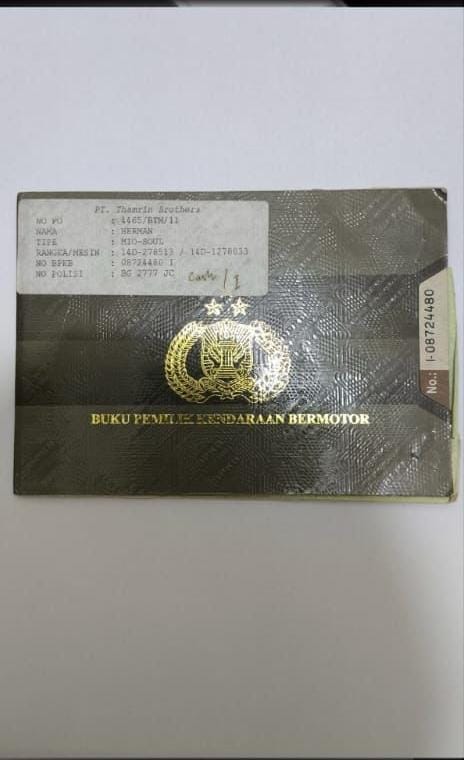 PT. Thamrin Brothers
NO PO : 4465/BTM/11
NAMA : HERMAN
TIPE : MIO-SOUL
RANGKA/MESIN : 14D-278513 / 14D-1278033
NO BPKB : 08724480 I
NO POLISI : BG 2777 JC
Cash / I
No.: I-08724480
BUKU PEMILIK KENDARAAN BERMOTOR